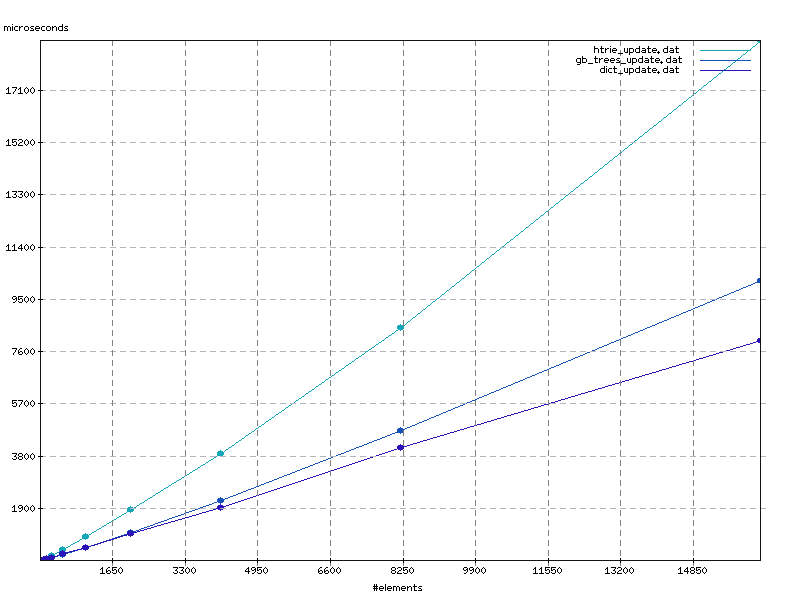 microseconds
htrie_update.dat
gb_trees_update.dat
dict_update.dat
17100
15200
13300
11400
9500
7600
5700
3800
1900
1650 3300 4950 6600 8250 9900 11550 13200 14850
#elements